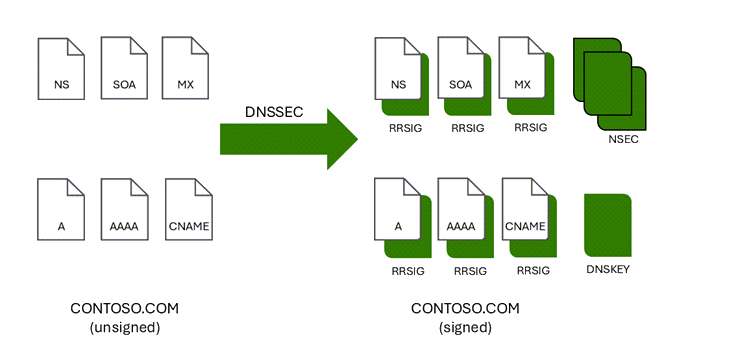 NS
SOA
MX
DNSSEC
NS
SOA
MX
RRSIG
RRSIG
RRSIG
NSEC
A
AAAA
CNAME
A
AAAA
CNAME
RRSIG
RRSIG
RRSIG
DNSKEY
CONTOSO.COM
(unsigned)
CONTOSO.COM
(signed)